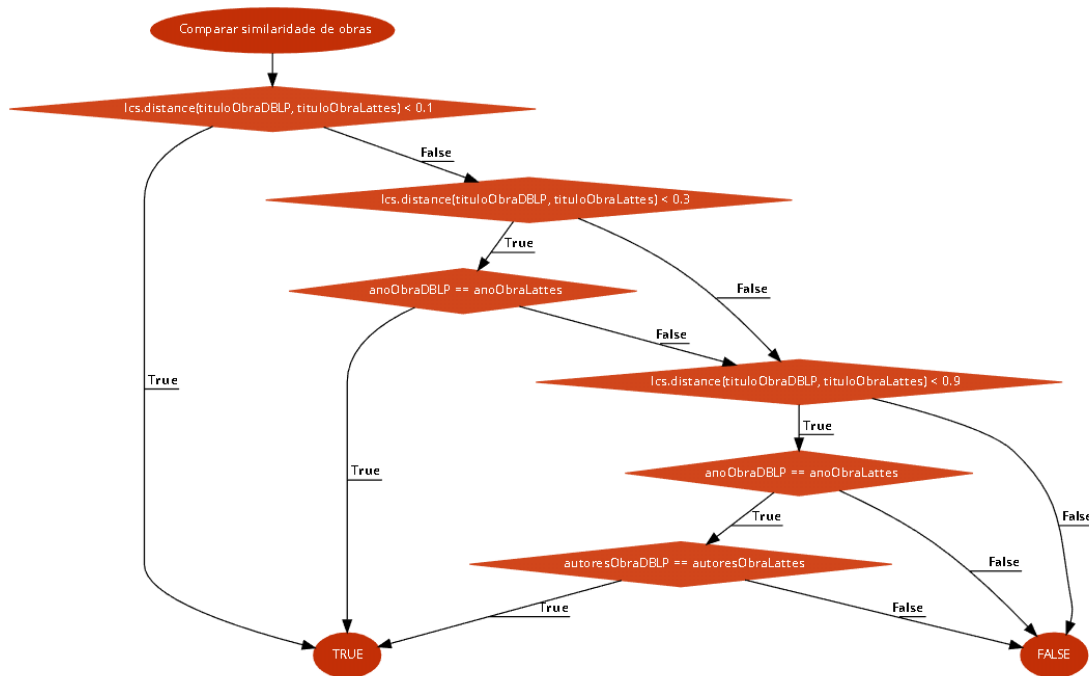 Comparar similaridade de obras
lcs.distance(tituloObraDBLP, tituloObraLattes) < 0.1
False
lcs.distance(tituloObraDBLP, tituloObraLattes) < 0.3
True
False
anoObraDBLP == anoObraLattes
False
True
lcs.distance(tituloObraDBLP, tituloObraLattes) < 0.9
True
True
anoObraDBLP == anoObraLattes
True
False
autoresObraDBLP == autoresObraLattes
False
True
False
TRUE
FALSE